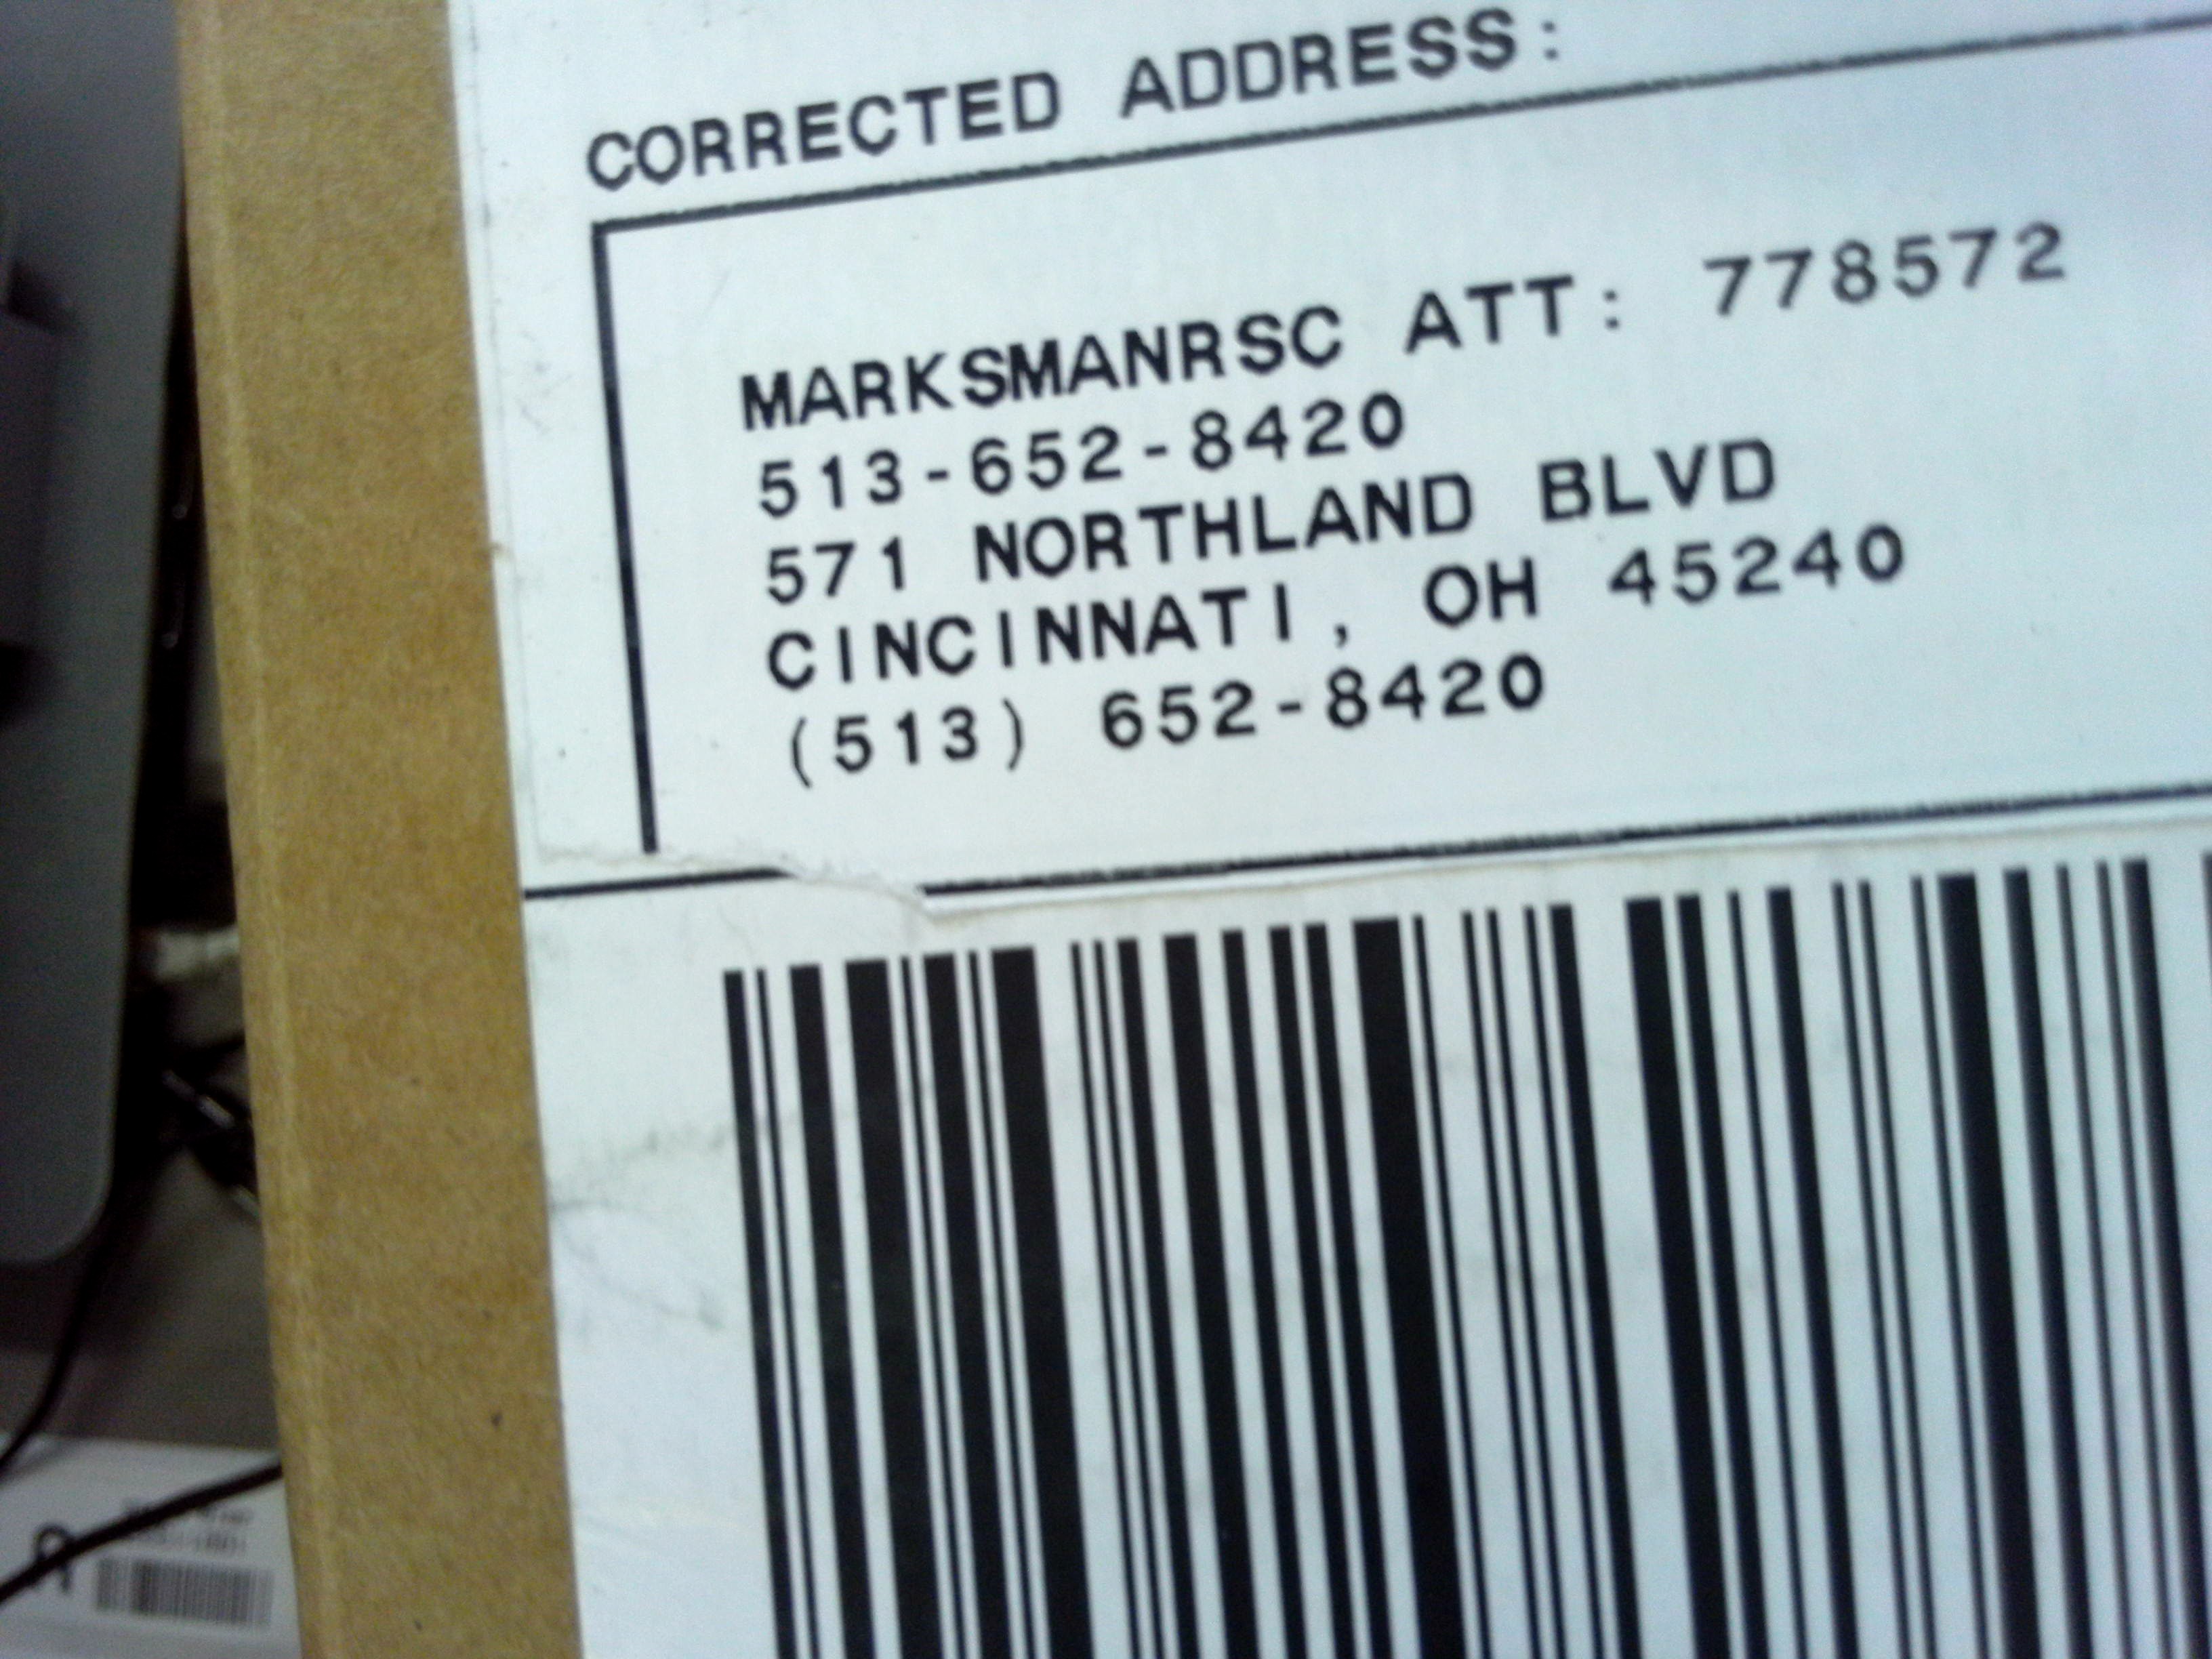 CORRECTED ADDRESS:
MARKSMANRSC ATT: 778572
513-652-8420
571 NORTHLAND BLVD
CINCINNATI, OH 45240
(513) 652-8420